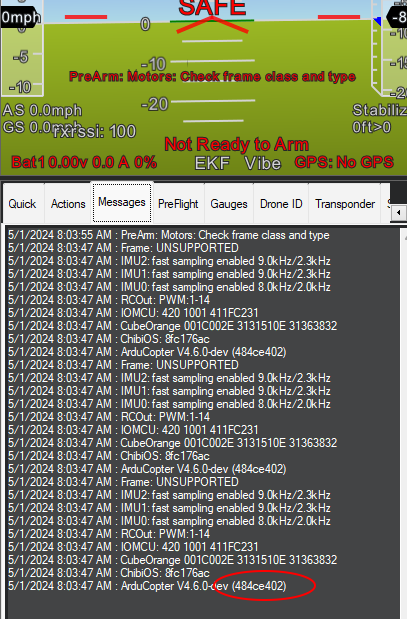 SAFE
0mph
0
-8
-5
-10
-10
-10
-20
-20
PreArm: Motors: Check frame class and type
AS 0.0mph
GS 0.0mph
rxrssi: 100
Stabiliz
0ft>0
Not Ready to Arm
Bat1 0.00v 0.0 A 0%
EKF
Vibe
GPS: No GPS
Quick
Actions
Messages
PreFlight
Gauges
Drone ID
Transponder
5/1/2024 8:03:55 AM : PreArm: Motors: Check frame class and type
5/1/2024 8:03:47 AM : Frame: UNSUPPORTED
5/1/2024 8:03:47 AM : IMU2: fast sampling enabled 9.0kHz/2.3kHz
5/1/2024 8:03:47 AM : IMU1: fast sampling enabled 9.0kHz/2.3kHz
5/1/2024 8:03:47 AM : IMU0: fast sampling enabled 8.0kHz/2.0kHz
5/1/2024 8:03:47 AM : RCOut: PWM:1-14
5/1/2024 8:03:47 AM : IOMCU: 420 1001 411FC231
5/1/2024 8:03:47 AM : CubeOrange 001C002E 3131510E 31363832
5/1/2024 8:03:47 AM : ChibiOS: 8fc176ac
5/1/2024 8:03:47 AM : ArduCopter V4.6.0-dev (484ce402)
5/1/2024 8:03:47 AM : Frame: UNSUPPORTED
5/1/2024 8:03:47 AM : IMU2: fast sampling enabled 9.0kHz/2.3kHz
5/1/2024 8:03:47 AM : IMU1: fast sampling enabled 9.0kHz/2.3kHz
5/1/2024 8:03:47 AM : IMU0: fast sampling enabled 8.0kHz/2.0kHz
5/1/2024 8:03:47 AM : RCOut: PWM:1-14
5/1/2024 8:03:47 AM : IOMCU: 420 1001 411FC231
5/1/2024 8:03:47 AM : CubeOrange 001C002E 3131510E 31363832
5/1/2024 8:03:47 AM : ChibiOS: 8fc176ac
5/1/2024 8:03:47 AM : ArduCopter V4.6.0-dev (484ce402)
5/1/2024 8:03:47 AM : Frame: UNSUPPORTED
5/1/2024 8:03:47 AM : IMU2: fast sampling enabled 9.0kHz/2.3kHz
5/1/2024 8:03:47 AM : IMU1: fast sampling enabled 9.0kHz/2.3kHz
5/1/2024 8:03:47 AM : IMU0: fast sampling enabled 8.0kHz/2.0kHz
5/1/2024 8:03:47 AM : RCOut: PWM:1-14
5/1/2024 8:03:47 AM : IOMCU: 420 1001 411FC231
5/1/2024 8:03:47 AM : CubeOrange 001C002E 3131510E 31363832
5/1/2024 8:03:47 AM : ChibiOS: 8fc176ac
5/1/2024 8:03:47 AM : ArduCopter V4.6.0-dev (484ce402)